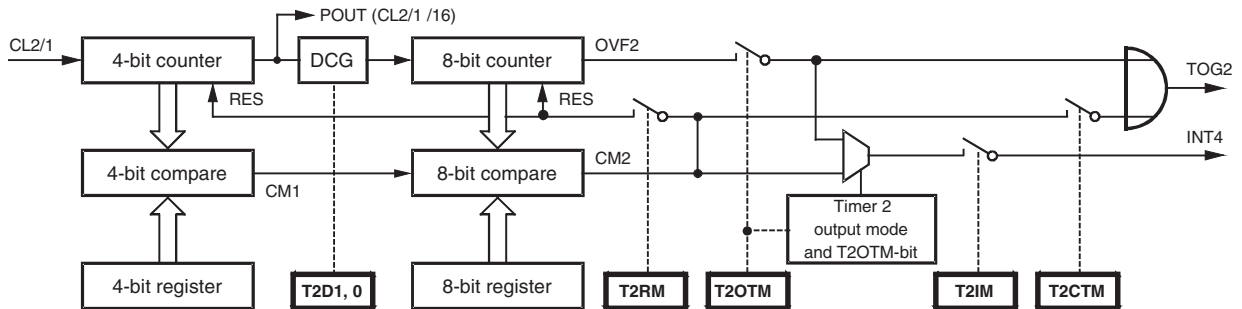 POUT (CL2/1 /16)
CL2/1
4-bit counter
DCG
8-bit counter
OVF2
TOG2
RES
RES
4-bit compare
CM1
8-bit compare
CM2
INT4
Timer 2
output mode
and T2OTM-bit
4-bit register
T2D1, 0
8-bit register
T2RM
T2OTM
T2IM
T2CTM